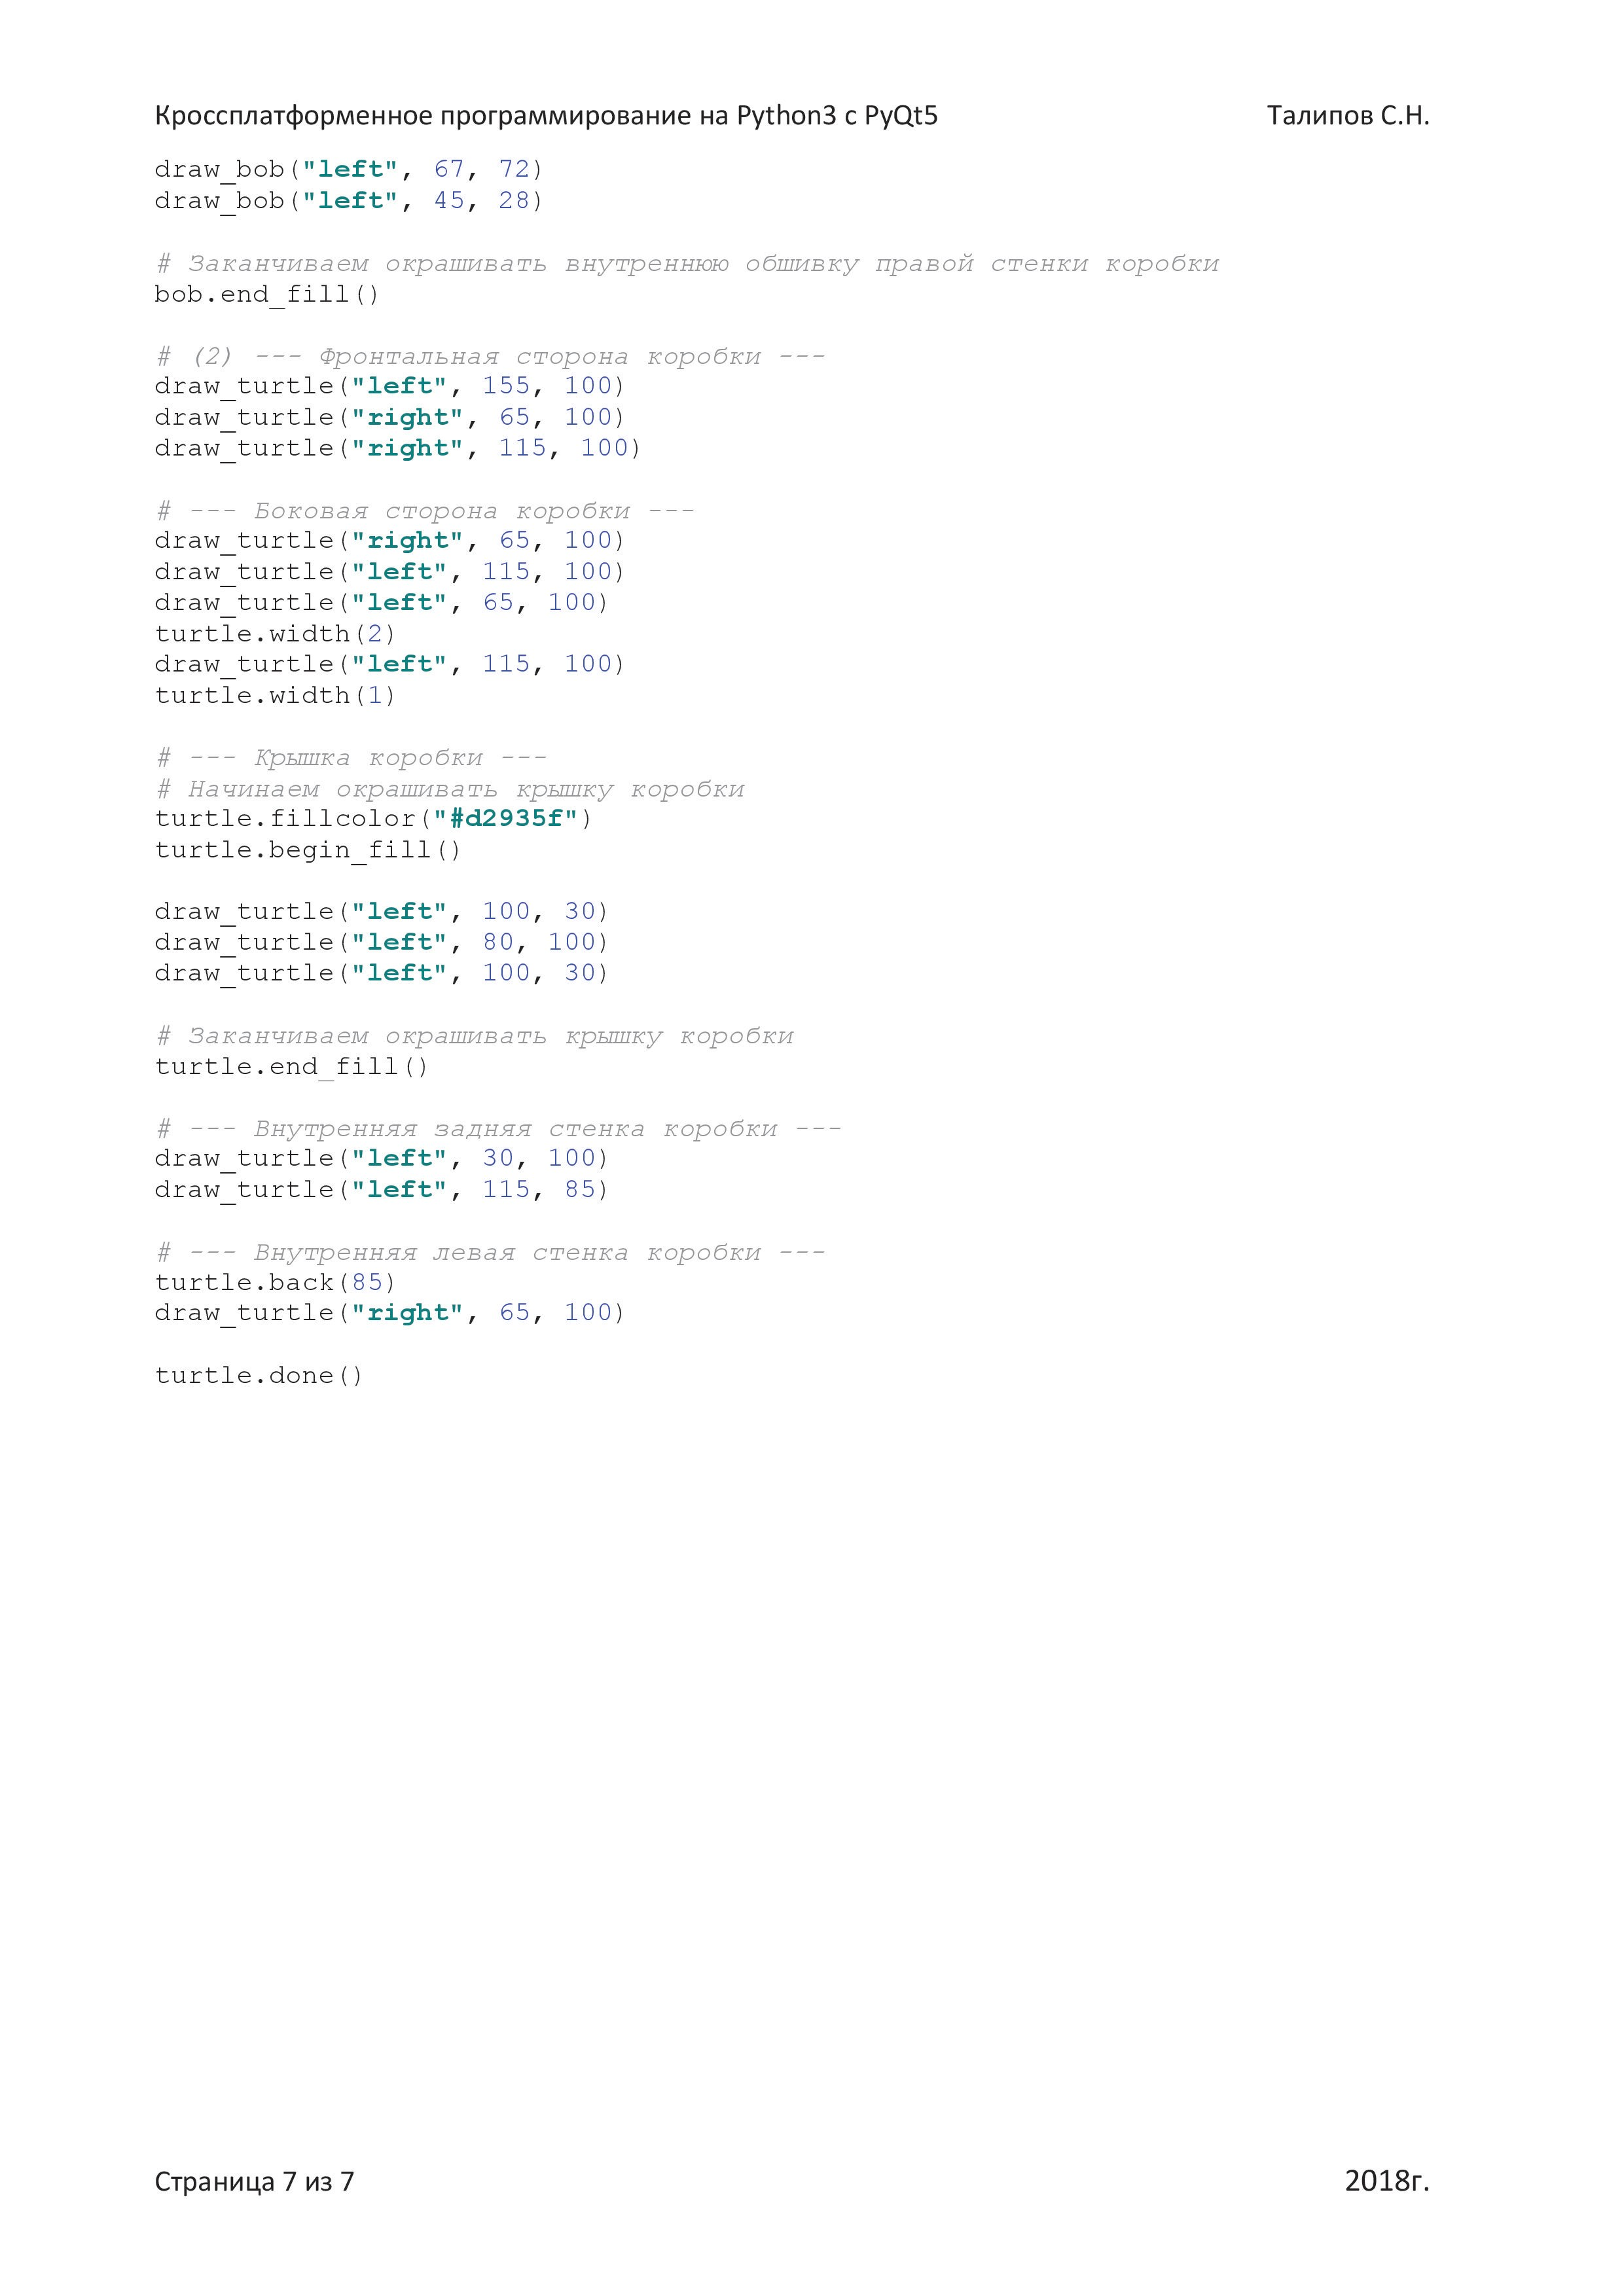 Кроссплатформенное программирование на Python3 с PyQt5 Талипов С.Н.
draw_bob("left", 67, 72)
draw_bob("left", 45, 28)
# Заканчиваем окрашивать внутреннюю обшивку правой стенки коробки
bob.end_fill()
# (2) --- Фронтальная сторона коробки ---
draw_turtle("left", 155, 100)
draw_turtle("right", 65, 100)
draw_turtle("right", 115, 100)
# --- Боковая сторона коробки ---
draw_turtle("right", 65, 100)
draw_turtle("left", 115, 100)
draw_turtle("left", 65, 100)
turtle.width(2)
draw_turtle("left", 115, 100)
turtle.width(1)
# --- Крышка коробки ---
# Начинаем окрашивать крышку коробки
turtle.fillcolor("#d2935f")
turtle.begin_fill()
draw_turtle("left", 100, 30)
draw_turtle("left", 80, 100)
draw_turtle("left", 100, 30)
# Заканчиваем окрашивать крышку коробки
turtle.end_fill()
# --- Внутренняя задняя стенка коробки ---
draw_turtle("left", 30, 100)
draw_turtle("left", 115, 85)
# --- Внутренняя левая стенка коробки ---
turtle.back(85)
draw_turtle("right", 65, 100)
turtle.done()
Страница 7 из 7 2018г.